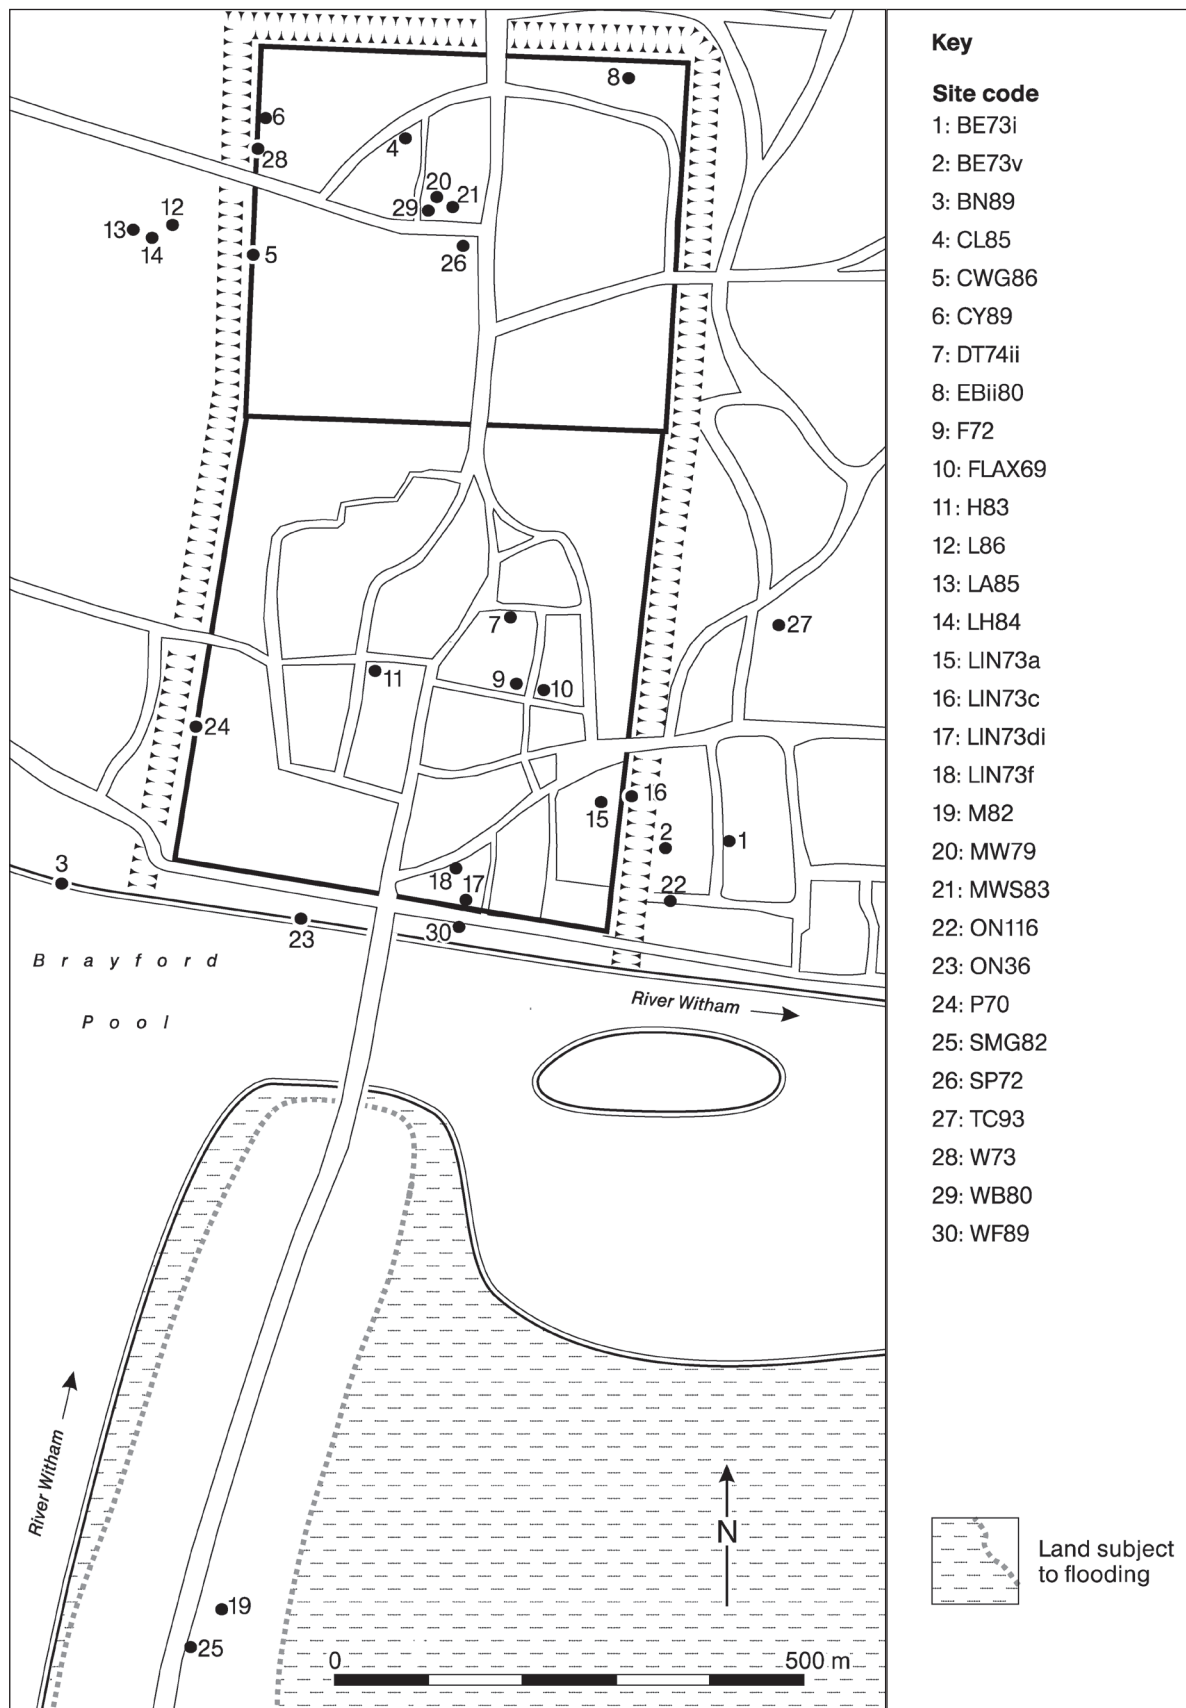 Key
Site code
1: BE73i
2: BE73v
3: BN89
4: CL85
5: CWG86
6: CY89
7: DT74ii
8: EBii80
9: F72
10: FLAX69
11: H83
12: L86
13: LA85
14: LH84
15: LIN73a
16: LIN73c
17: LIN73di
18: LIN73f
19: M82
20: MW79
21: MWS83
22: ON116
23: ON36
24: P70
25: SMG82
26: SP72
27: TC93
28: W73
29: WB80
30: WF89
Land subject
to flooding
8
6
4
28
20
21
29
12
13
14
5
26
7
27
11
9
10
24
16
15
2
1
3
18
17
22
23
30
Brayford
Pool
River Witham
River Witham
N
19
25
0
500 m